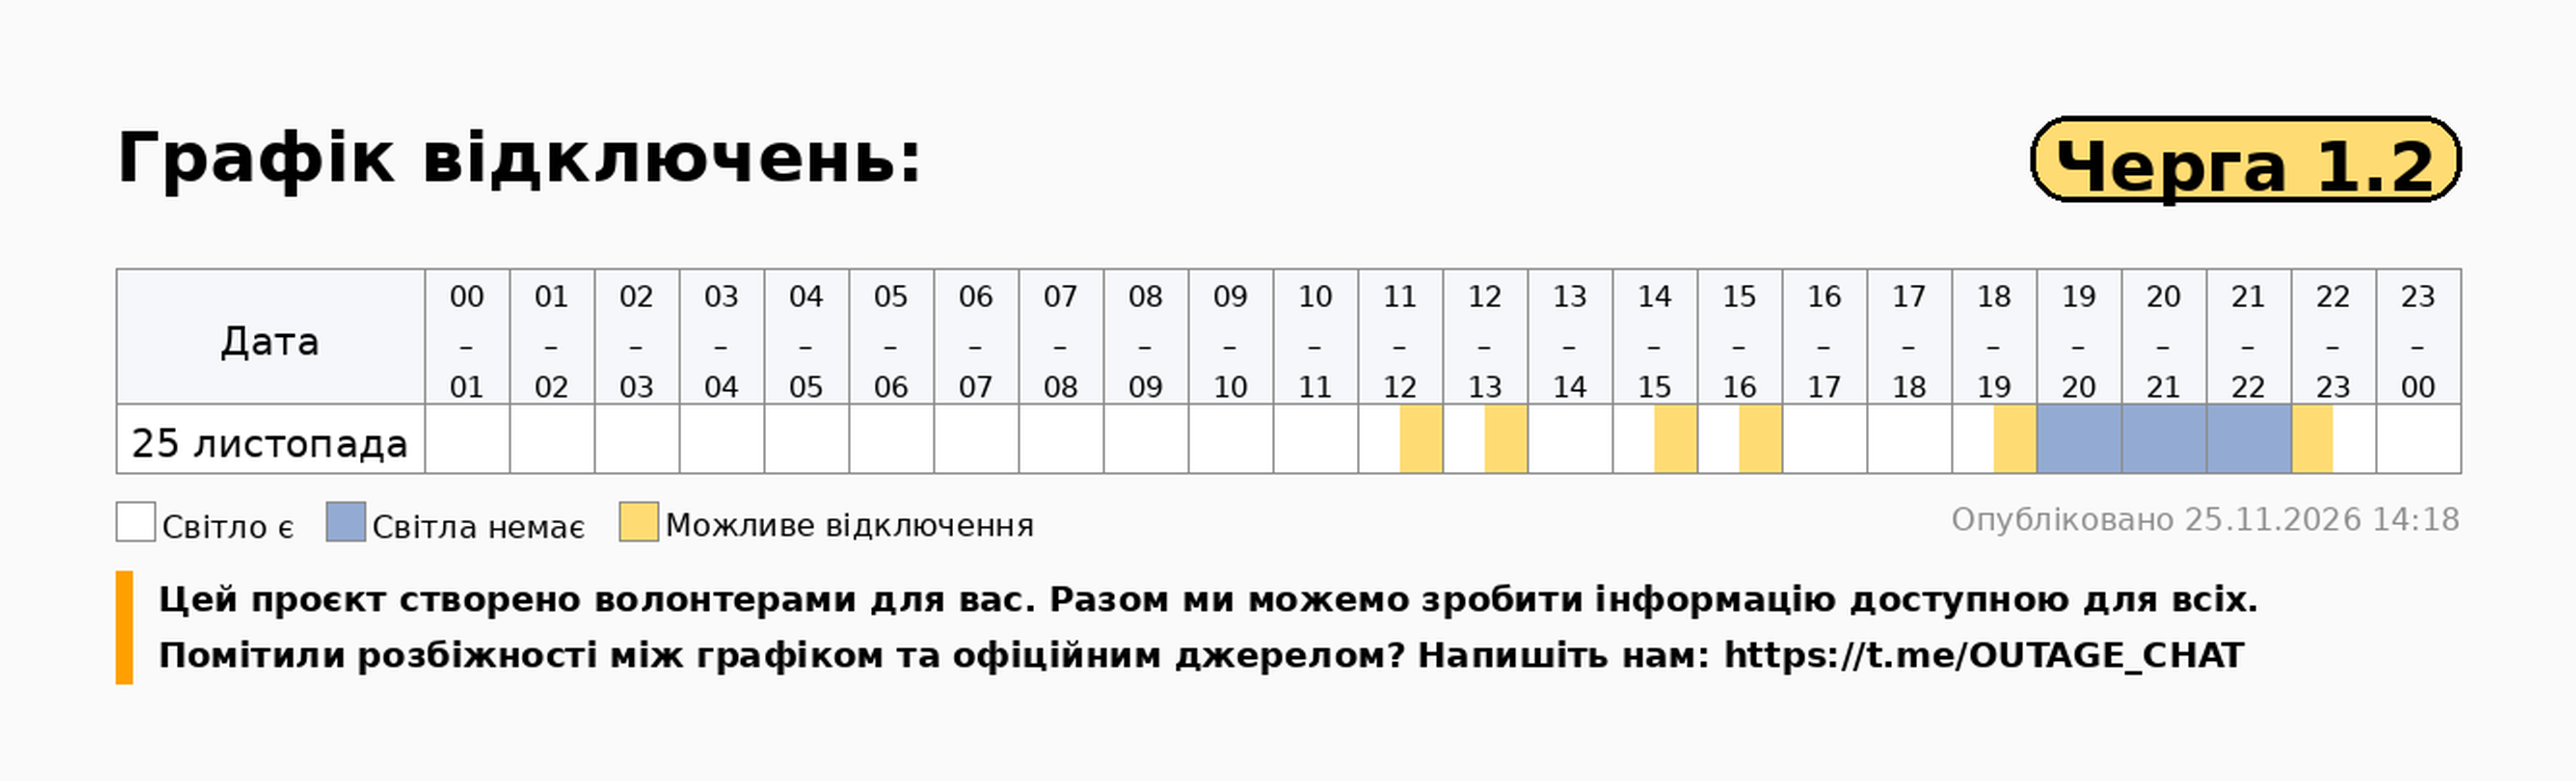 Графік відключень:
Черга 1.2
Дата 00 – 01 01 – 02 02 – 03 03 – 04 04 – 05 05 – 06 06 – 07 07 – 08 08 – 09 09 – 10 10 – 11 11 – 12 12 – 13 13 – 14 14 – 15 15 – 16 16 – 17 17 – 18 18 – 19 19 – 20 20 – 21 21 – 22 22 – 23 23 – 00
25 листопада
Світло є Світла немає Можливе відключення
Опубліковано 25.11.2026 14:18
Цей проєкт створено волонтерами для вас. Разом ми можемо зробити інформацію доступною для всіх.
Помітили розбіжності між графіком та офіційним джерелом? Напишіть нам: https://t.me/OUTAGE_CHAT